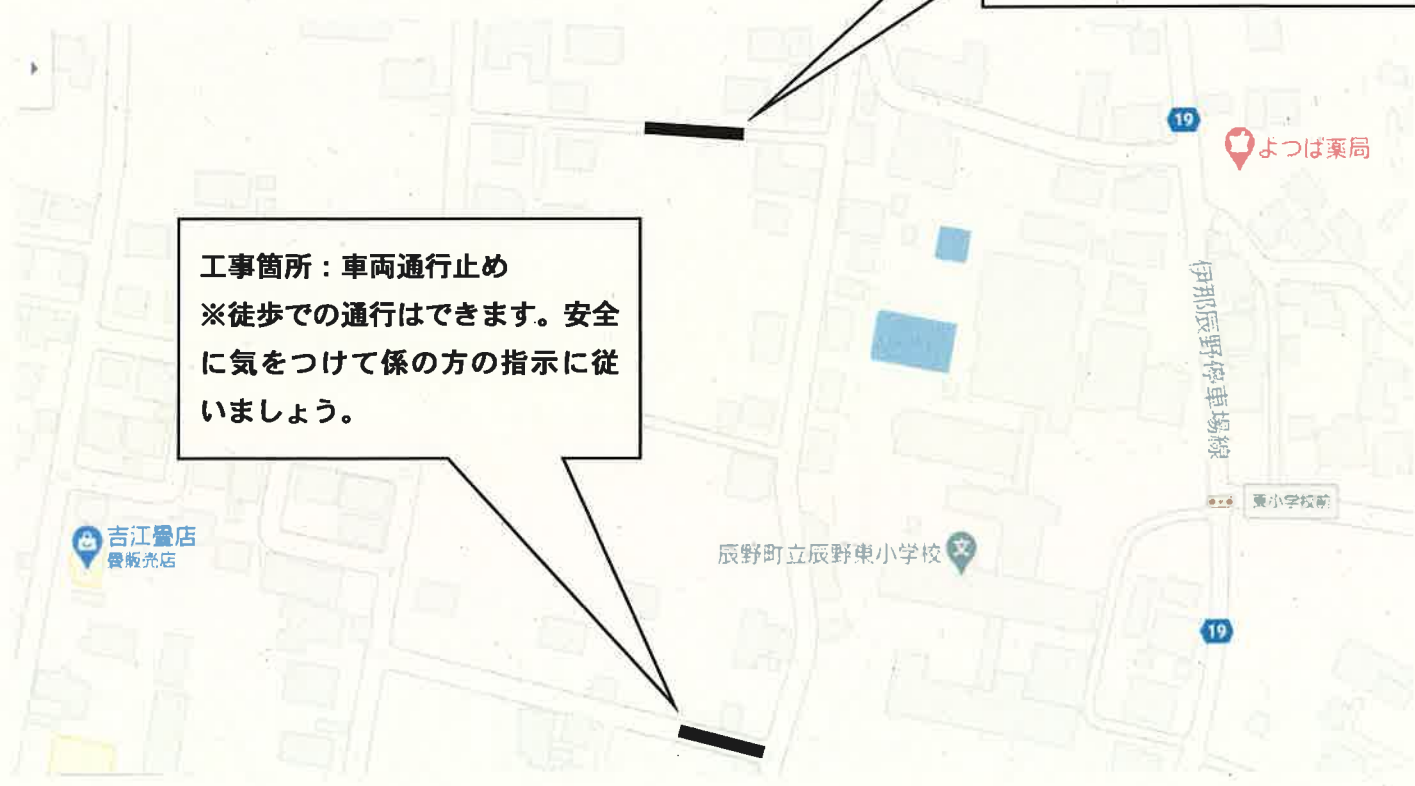 19
よつば薬局
工事箇所：車両通行止め
※徒歩での通行はできます。安全
に気をつけて係の方の指示に従
いましょう。
伊那辰野停車場線
東小学校前
吉江畳店
畳販売店
辰野町立辰野東小学校
文
19